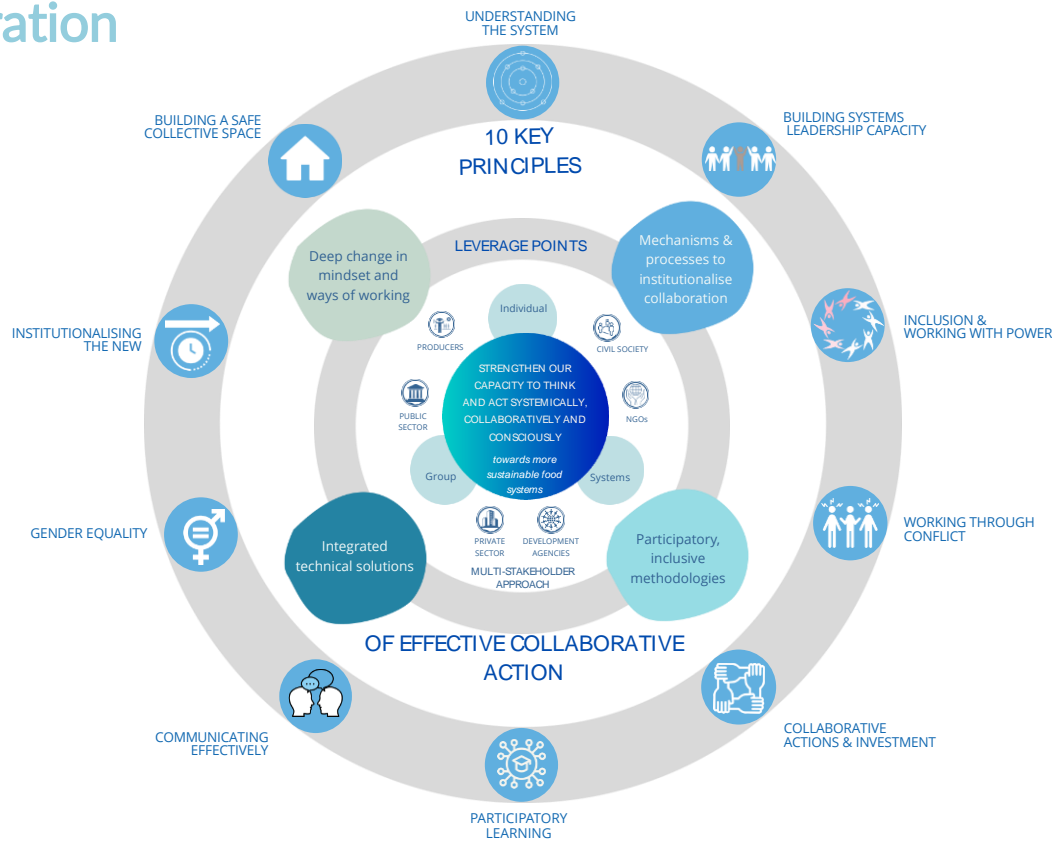 ration
UNDERSTANDING
THE SYSTEM
BUILDING A SAFE
COLLECTIVE SPACE
BUILDING SYSTEMS
LEADERSHIP CAPACITY
10 KEY
PRINCIPLES
LEVERAGE POINTS
Deep change in
mindset and
ways of working
Mechanisms &
processes to
institutionalise
collaboration
Individual
PRODUCERS
CIVIL SOCIETY
INSTITUTIONALISING
THE NEW
INCLUSION &
WORKING WITH POWER
STRENGTHEN OUR
CAPACITY TO THINK
AND ACT SYSTEMICALLY,
COLLABORATIVELY AND
CONSCIOUSLY
towards more
sustainable food
systems
PUBLIC
SECTOR
NGOs
Group
Systems
PRIVATE
SECTOR
DEVELOPMENT
AGENCIES
MULTI-STAKEHOLDER
APPROACH
GENDER EQUALITY
WORKING THROUGH
CONFLICT
Integrated
technical solutions
Participatory,
inclusive
methodologies
OF EFFECTIVE COLLABORATIVE
ACTION
COMMUNICATING
EFFECTIVELY
COLLABORATIVE
ACTIONS & INVESTMENT
PARTICIPATORY
LEARNING